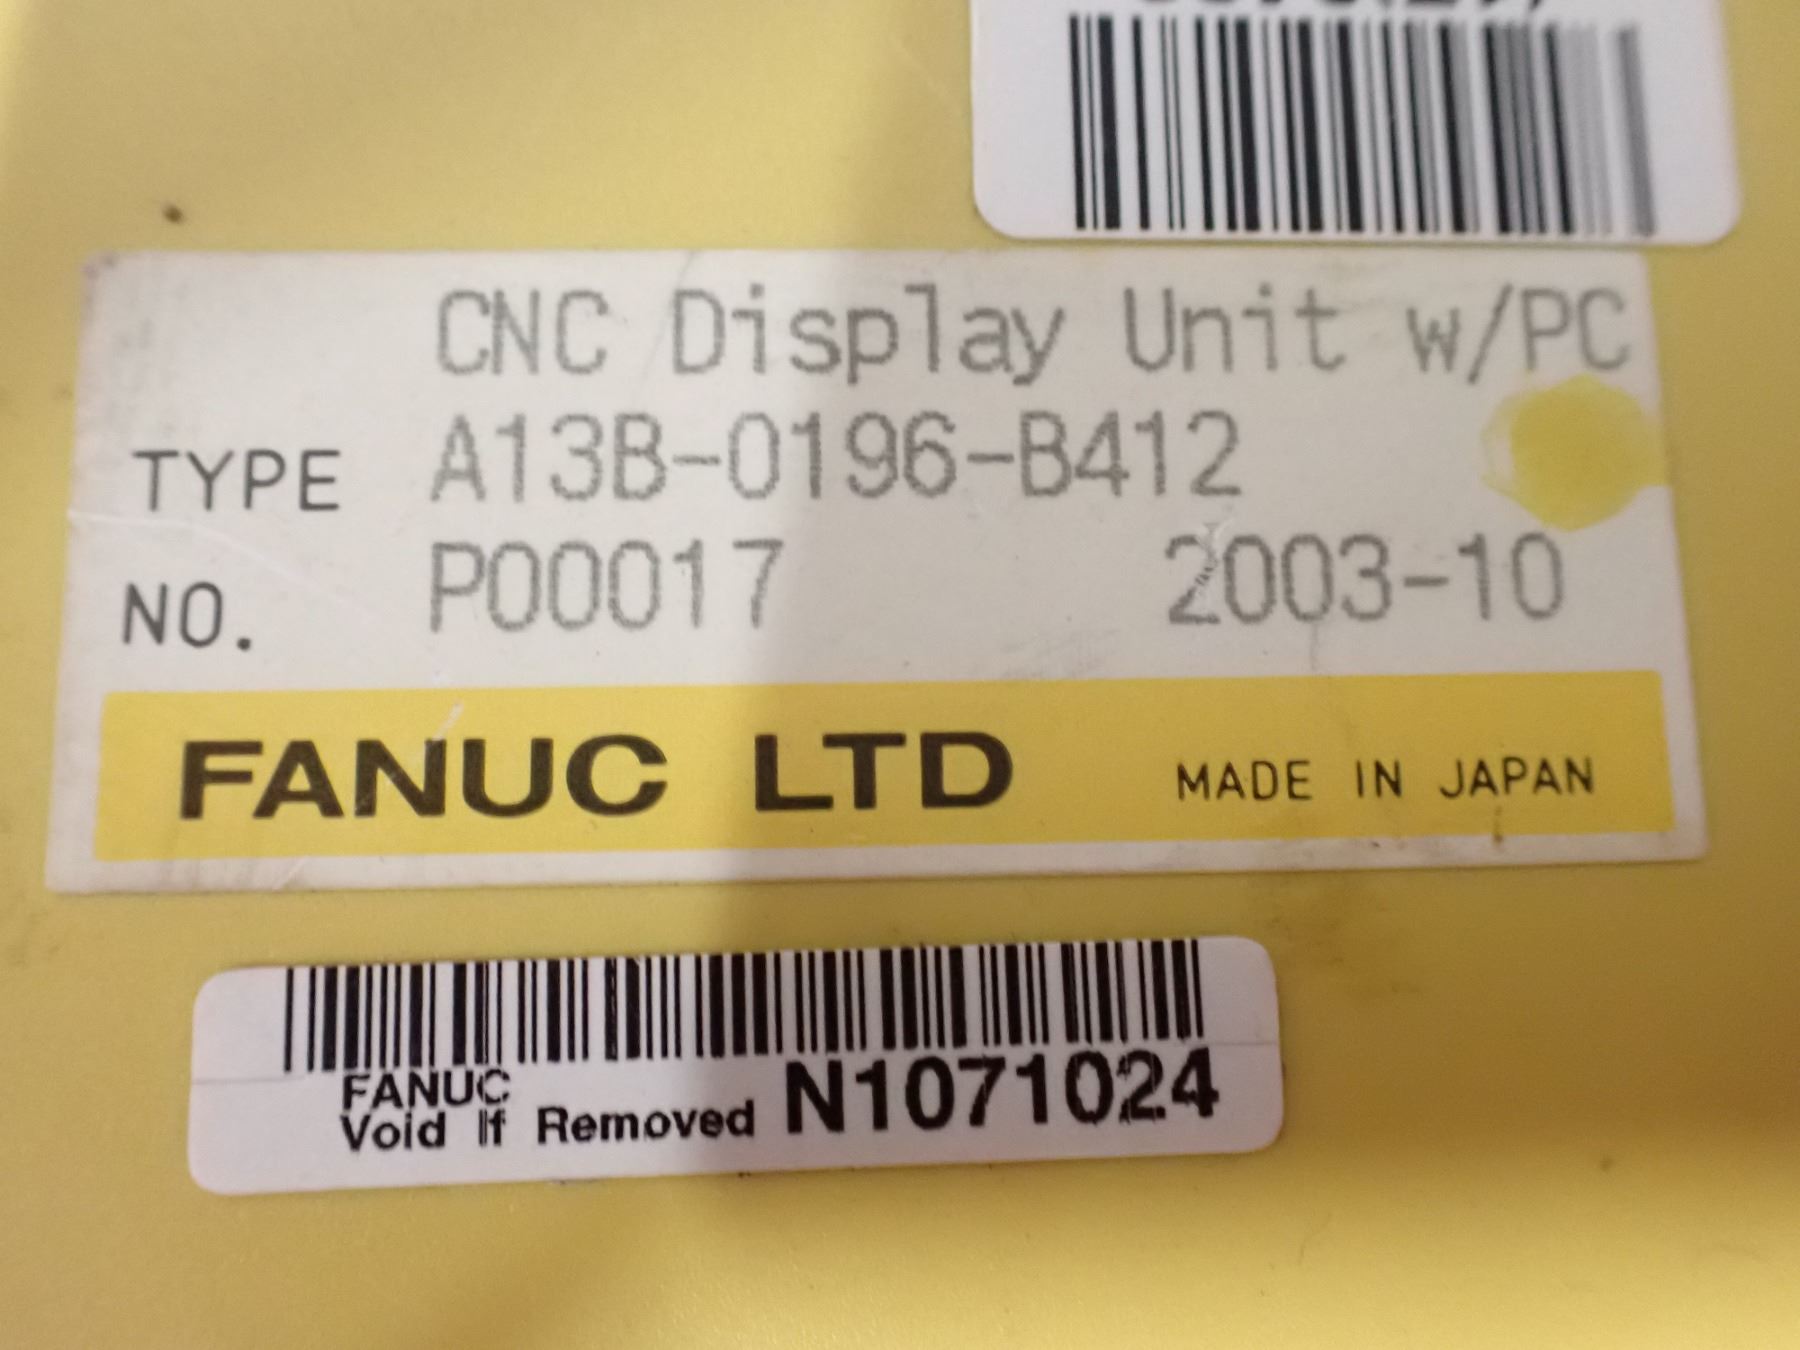 CNC Display Unit w/PC
TYPE A13B-0196-B412
NO. P00017 2003-10
FANUC LTD MADE IN JAPAN
FANUC
Void If Removed N1071024